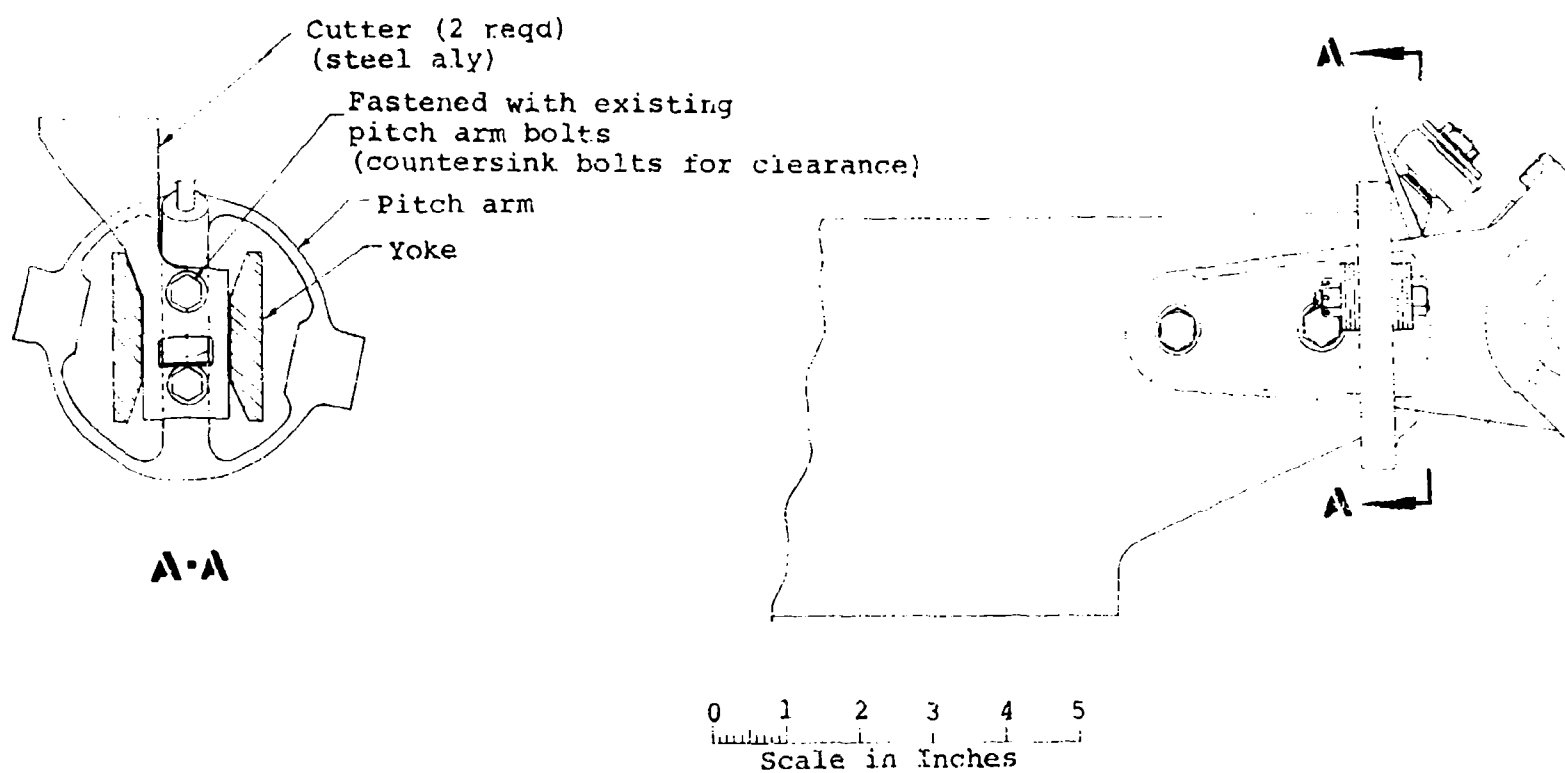 Cutter (2 reqd)
(steel aly)
Fastened with existing
pitch arm bolts
(countersink bolts for clearance)
Pitch arm
Yoke
A
A
A-A
0 1 2 3 4 5
Scale in Inches